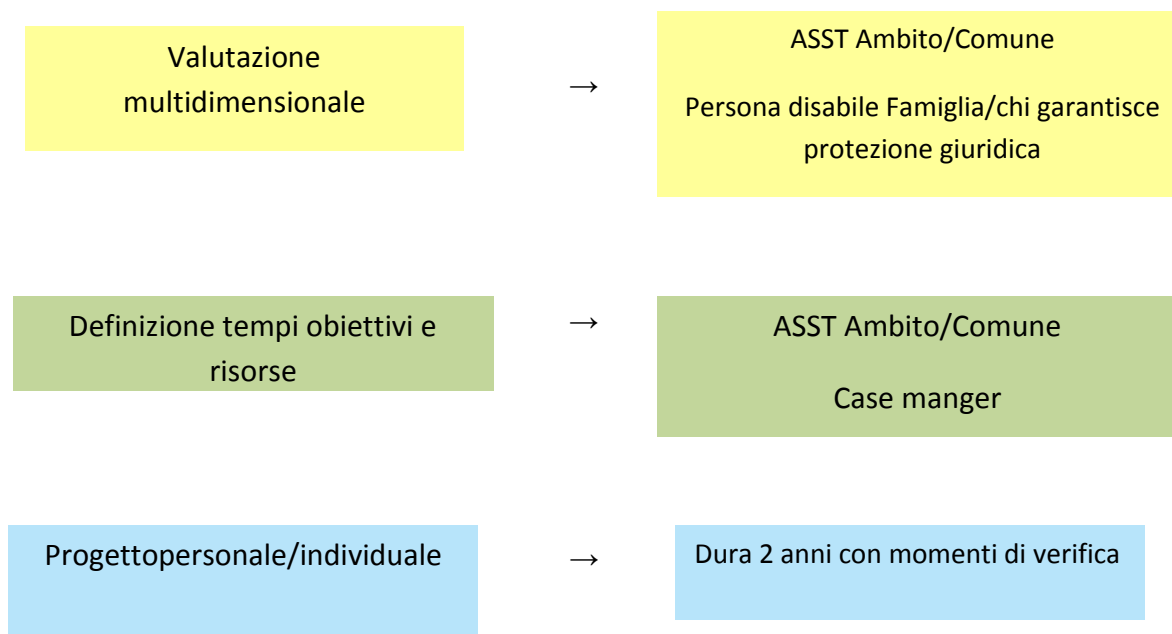 Valutazione
multidimensionale
→
ASST Ambito/Comune
Persona disabile Famiglia/chi garantisce
protezione giuridica
Definizione tempi obiettivi e
risorse
→
ASST Ambito/Comune
Case manger
Progettopersonale/individuale
→
Dura 2 anni con momenti di verifica